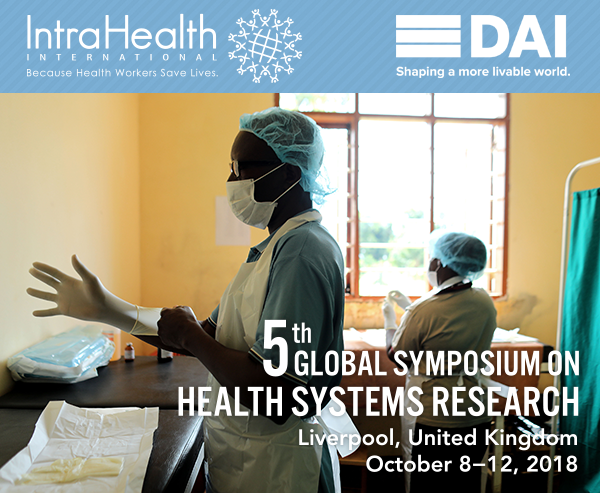 IntraHealth
INTERNATIONAL
Because Health Workers Save Lives.
DAI
Shaping a more livable world.
5th GLOBAL SYMPOSIUM ON
HEALTH SYSTEMS RESEARCH
Liverpool, United Kingdom
October 8–12, 2018